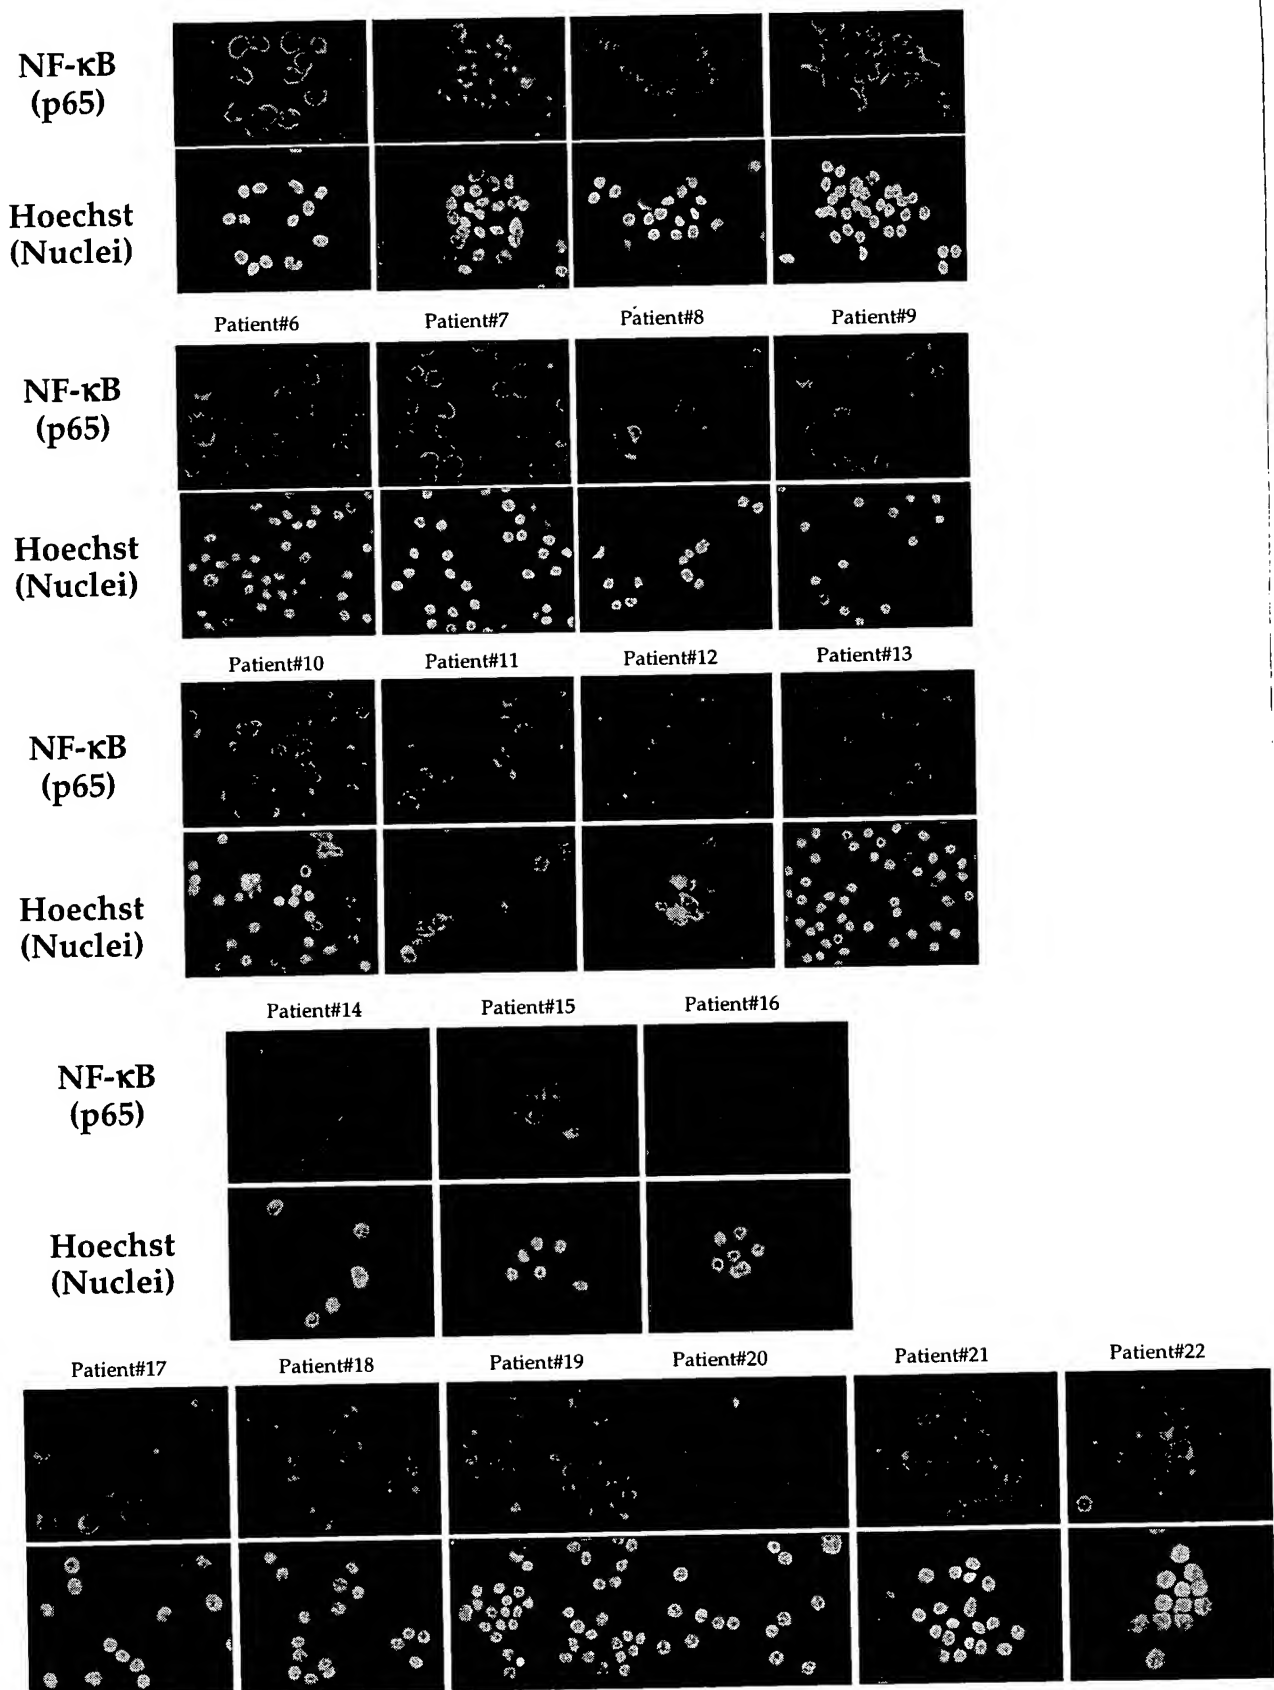 NF-κB
(p65)
Hoechst
(Nuclei)
Patient#6 Patient#7 Patient#8 Patient#9
NF-κB
(p65)
Hoechst
(Nuclei)
Patient#10 Patient#11 Patient#12 Patient#13
NF-κB
(p65)
Hoechst
(Nuclei)
Patient#14 Patient#15 Patient#16
NF-κB
(p65)
Hoechst
(Nuclei)
Patient#17 Patient#18 Patient#19 Patient#20 Patient#21 Patient#22